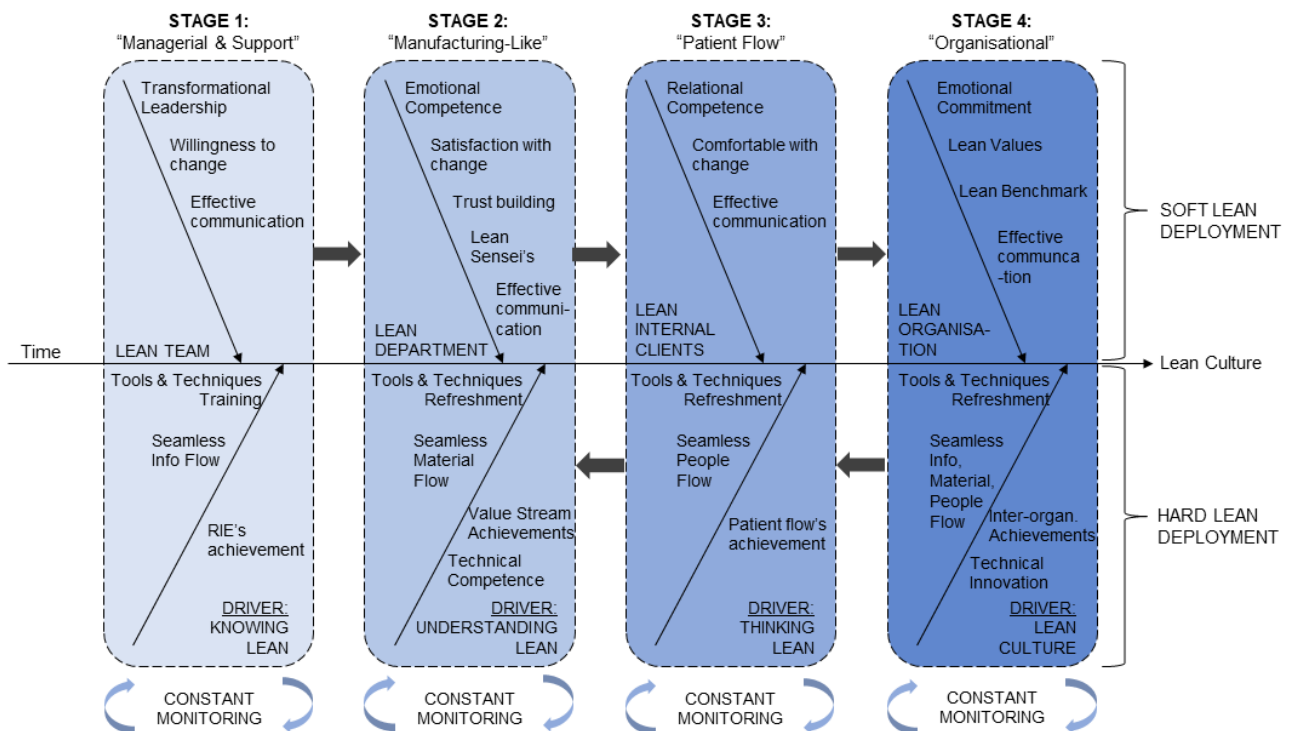 STAGE 1:
“Managerial & Support”
STAGE 2:
“Manufacturing-Like”
STAGE 3:
“Patient Flow”
STAGE 4:
“Organisational”
Transformational
Leadership
Willingness to
change
Effective
communication
LEAN TEAM
Emotional
Competence
Satisfaction with
change
Trust building
Lean
Sensei’s
Effective
communi-
cation
LEAN
DEPARTMENT
Relational
Competence
Comfortable with
change
Effective
communication
LEAN
INTERNAL
CLIENTS
Emotional
Commitment
Lean Values
Lean Benchmark
Effective
communca
-tion
LEAN
ORGANISA-
TION
SOFT LEAN
DEPLOYMENT
Time
Lean Culture
Tools & Techniques
Training
Seamless
Info Flow
RIE’s
achievement
DRIVER:
KNOWING
LEAN
Tools & Techniques
Refreshment
Seamless
Material
Flow
Value Stream
Achievements
Technical
Competence
DRIVER:
UNDERSTANDING
LEAN
Tools & Techniques
Refreshment
Seamless
People
Flow
Patient flow’s
achievement
DRIVER:
THINKING
LEAN
Tools & Techniques
Refreshment
Seamless
Info,
Material,
People
Flow
Inter-organ.
Achievements
Technical
Innovation
DRIVER:
LEAN
CULTURE
HARD LEAN
DEPLOYMENT
CONSTANT
MONITORING
CONSTANT
MONITORING
CONSTANT
MONITORING
CONSTANT
MONITORING